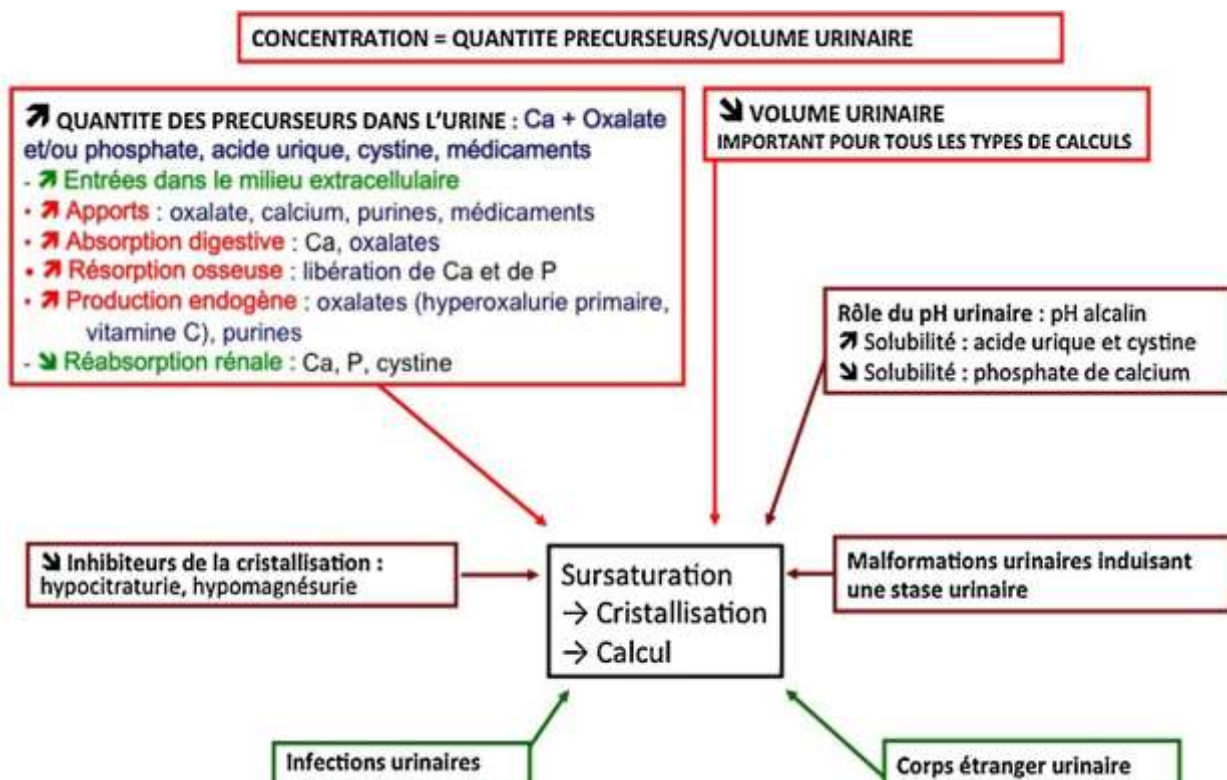 CONCENTRATION = QUANTITE PRECURSEURS/VOLUME URINAIRE
↗ QUANTITE DES PRECURSEURS DANS L'URINE : Ca + Oxalate
et/ou phosphate, acide urique, cystine, médicaments
- ↗ Entrées dans le milieu extracellulaire
• ↗ Apports : oxalate, calcium, purines, médicaments
• ↗ Absorption digestive : Ca, oxalates
• ↗ Résorption osseuse : libération de Ca et de P
• ↗ Production endogène : oxalates (hyperoxalurie primaire,
vitamine C), purines
- ↘ Réabsorption rénale : Ca, P, cystine
↘ VOLUME URINAIRE
IMPORTANT POUR TOUS LES TYPES DE CALCULS
Rôle du pH urinaire : pH alcalin
↗ Solubilité : acide urique et cystine
↘ Solubilité : phosphate de calcium
↘ Inhibiteurs de la cristallisation :
hypocitraturie, hypomagnésurie
Sursaturation
→ Cristallisation
→ Calcul
Malformations urinaires induisant
une stase urinaire
Infections urinaires
Corps étranger urinaire